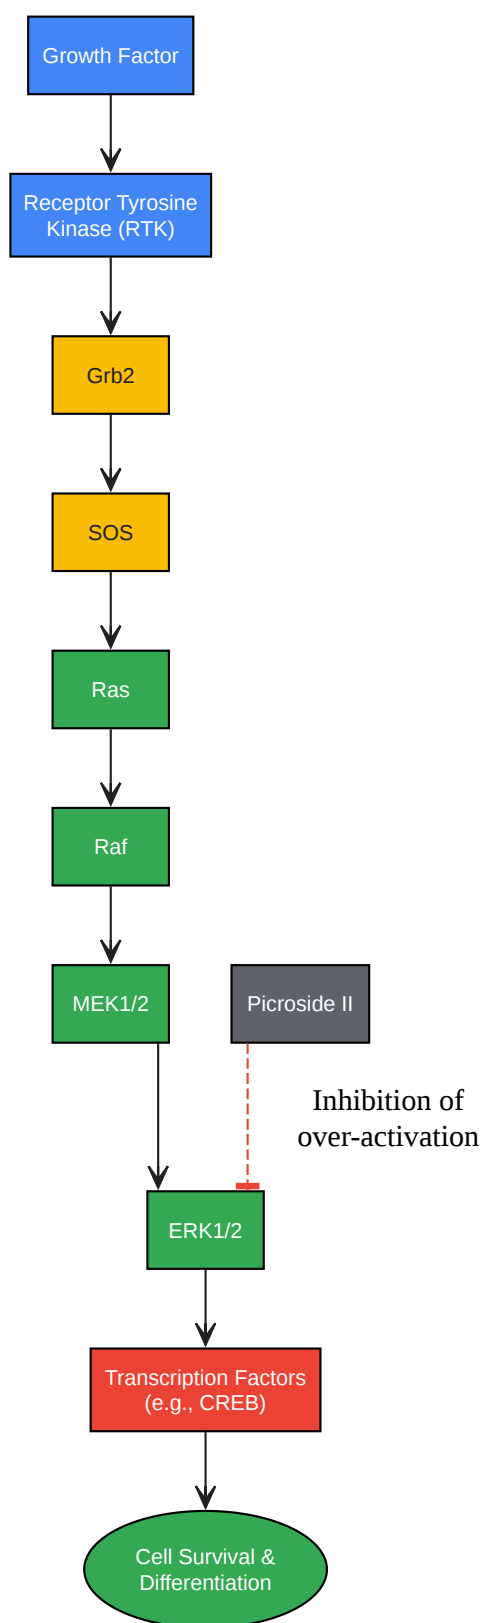 Growth Factor
Receptor Tyrosine
Kinase (RTK)
Grb2
SOS
Ras
Raf
MEK1/2
Picroside II
Inhibition of
over-activation
ERK1/2
Transcription Factors
(e.g., CREB)
Cell Survival &
Differentiation